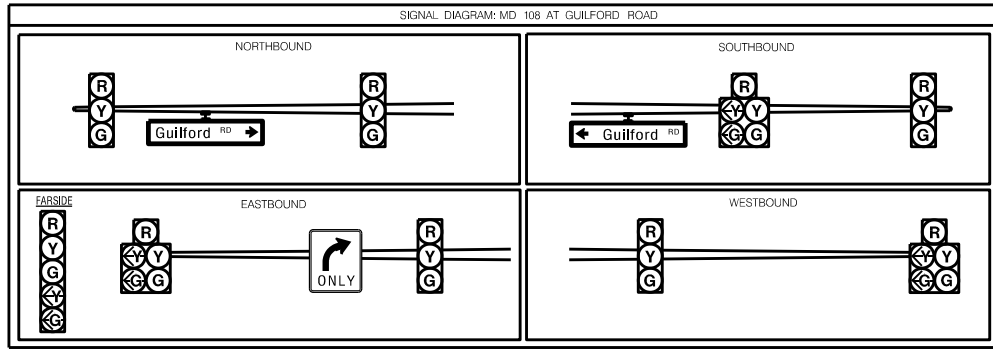 SIGNAL DIAGRAM: MD 108 AT GUILFORD ROAD
NORTHBOUND
R R
Y Y
G G
Guilford RD
SOUTHBOUND
R R
Y Y Y
G G G
Guilford RD
FARSIDE
R
Y
G
Y
G
EASTBOUND
R R
Y Y Y
G G G
ONLY
WESTBOUND
R R
Y Y Y
G G G